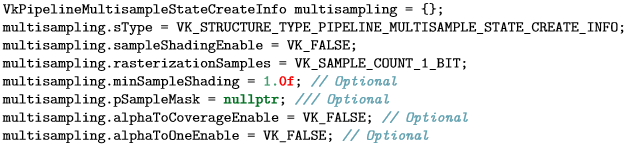 VkPipelineMultisampleStateCreateInfo multisampling = {};
multisampling.sType = VK_STRUCTURE_TYPE_PIPELINE_MULTISAMPLE_STATE_CREATE_INFO;
multisampling.sampleShadingEnable = VK_FALSE;
multisampling.rasterizationSamples = VK_SAMPLE_COUNT_1_BIT;
multisampling.minSampleShading = 1.0f; // Optional
multisampling.pSampleMask = nullptr; /// Optional
multisampling.alphaToCoverageEnable = VK_FALSE; // Optional
multisampling.alphaToOneEnable = VK_FALSE; // Optional